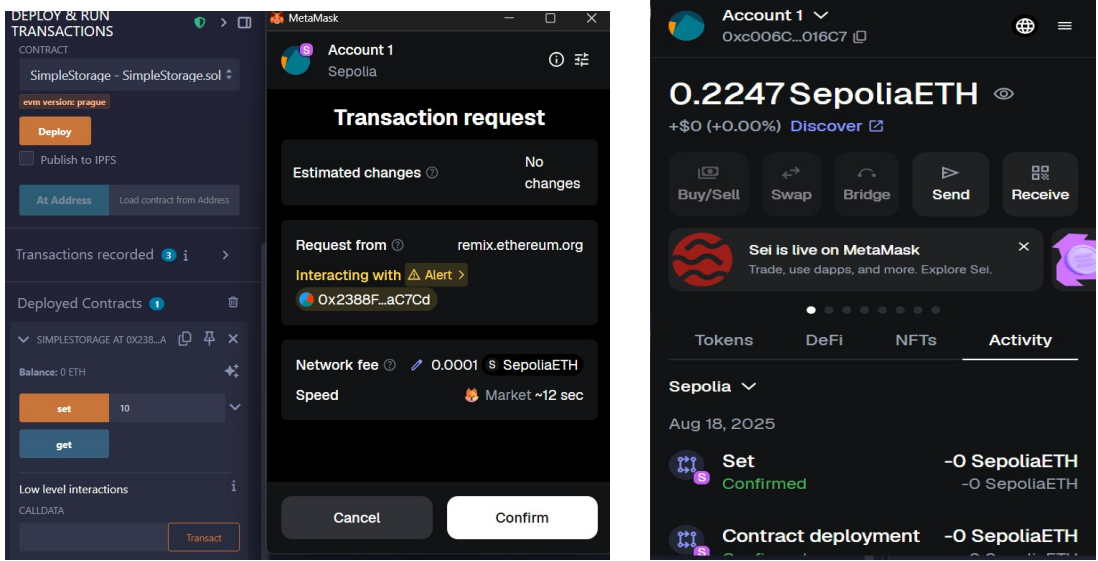 DEPLOY & RUN
TRANSACTIONS
CONTRACT
SimpleStorage - SimpleStorage.sol
evm version: prague
Deploy
Publish to IPFS
At Address
Load contract from Address
Transactions recorded 3 i
Deployed Contracts 1
SIMPLESTORAGE AT 0X238...A
Balance: 0 ETH
set
10
get
Low level interactions
i
CALLDATA
Transact
MetaMask
S
Account 1
Sepolia
Transaction request
Estimated changes
No
changes
Request from
remix.ethereum.org
Interacting with
Alert >
0x2388F...aC7Cd
Network fee
0.0001
S SepoliaETH
Speed
Market ~12 sec
Cancel
Confirm
Account 1
0xc006C...016C7
0.2247 SepoliaETH
+$0 (+0.00%) Discover
Buy/Sell
Swap
Bridge
Send
Receive
Sei is live on MetaMask
Trade, use dapps, and more. Explore Sei.
Tokens
DeFi
NFTs
Activity
Sepolia
Aug 18, 2025
Set
-0 SepoliaETH
S
Confirmed
-0 SepoliaETH
Contract deployment
-0 SepoliaETH
S